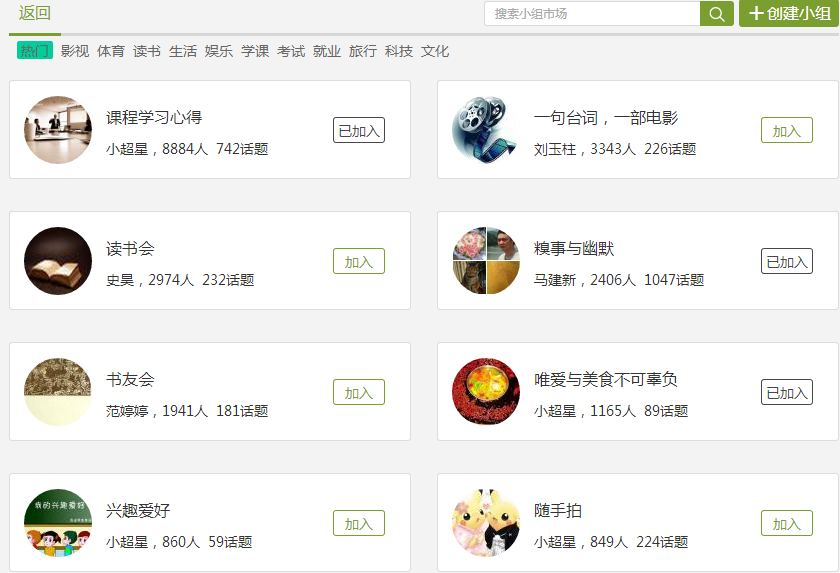 返回
搜索小组市场
创建小组
热门 影视 体育 读书 生活 娱乐 学课 考试 就业 旅行 科技 文化
课程学习心得
小超星，8884人 742话题
已加入
一句台词，一部电影
刘玉柱，3343人 226话题
加入
读书会
史昊，2974人 232话题
加入
糗事与幽默
马建新，2406人 1047话题
已加入
书友会
范婷婷，1941人 181话题
加入
唯爱与美食不可辜负
小超星，1165人 89话题
已加入
我的兴趣爱好
兴趣爱好
小超星，860人 59话题
加入
随手拍
小超星，849人 224话题
加入